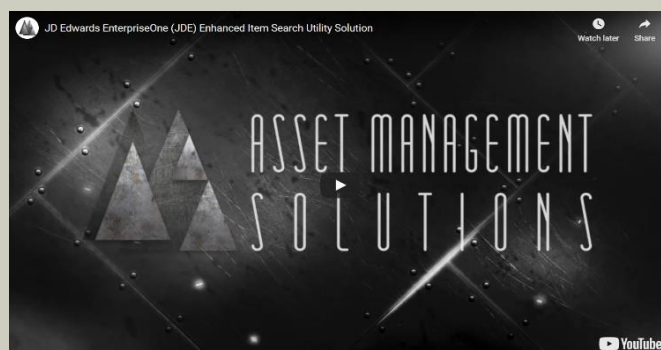 JD Edwards EnterpriseOne (JDE) Enhanced Item Search Utility Solution
Watch later
Share
ASSET MANAGEMENT
SOLUTIONS
YouTube